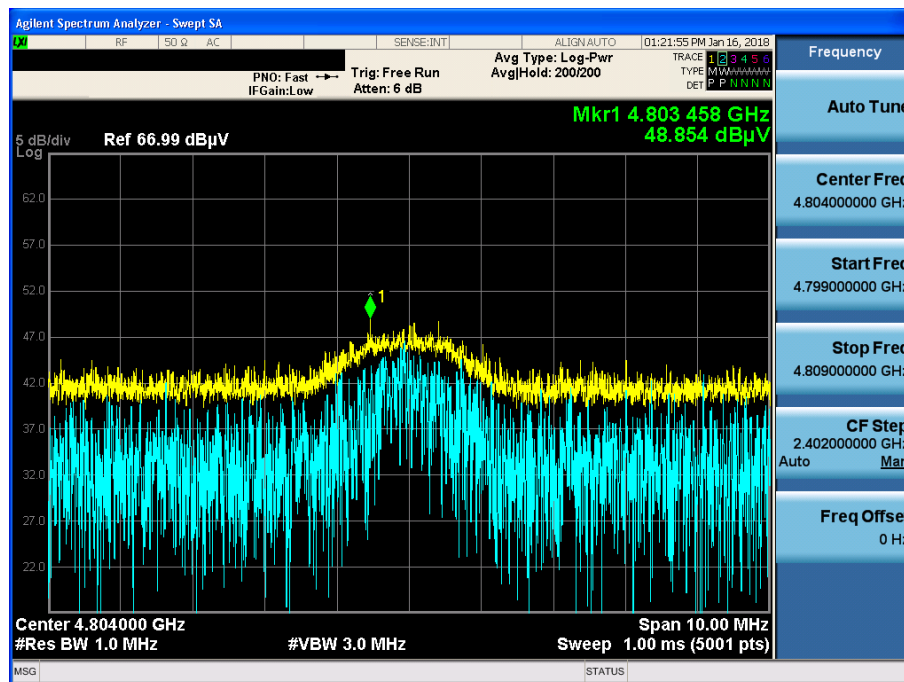 Agilent Spectrum Analyzer - Swept SA
LXI RF 50 Ω AC SENSE:INT ALIGN AUTO 01:21:55 PM Jan 16, 2018
PNO: Fast
IFGain:Low
Trig: Free Run
Atten: 6 dB
Avg Type: Log-Pwr
Avg|Hold: 200/200
TRACE 1 2 3 4 5 6
TYPE M W W W W W
DET P P N N N N
Mkr1 4.803 458 GHz
48.854 dBµV
5 dB/div Ref 66.99 dBµV
Log
62.0
57.0
52.0
1
47.0
42.0
37.0
32.0
27.0
22.0
Center 4.804000 GHz Span 10.00 MHz
#Res BW 1.0 MHz #VBW 3.0 MHz Sweep 1.00 ms (5001 pts)
MSG STATUS
Frequency
Auto Tune
Center Freq
4.804000000 GHz
Start Freq
4.799000000 GHz
Stop Freq
4.809000000 GHz
CF Step
2.402000000 GHz
Auto Man
Freq Offset
0 Hz